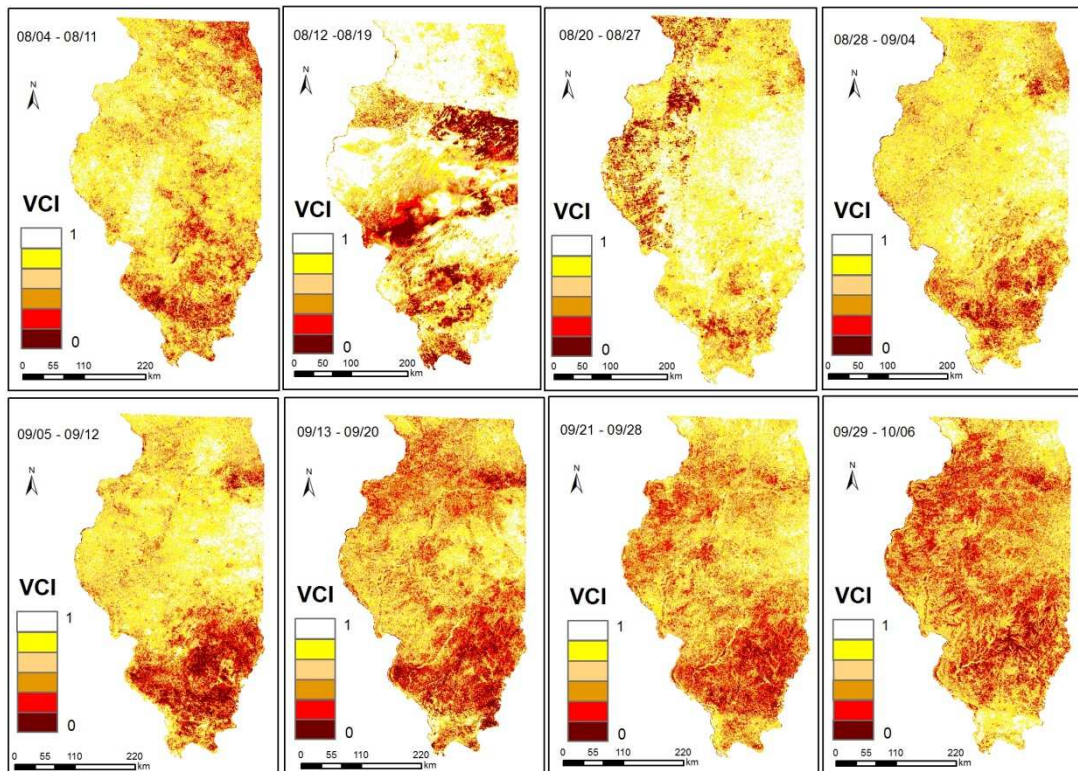 08/04 - 08/11
N
VCI
1
0
0 55 110 220
km
08/12 -08/19
N
VCI
1
0
0 50 100 200
km
08/20 - 08/27
N
VCI
1
0
0 50 100 200
km
08/28 - 09/04
N
VCI
1
0
0 50 100 200
km
09/05 - 09/12
N
VCI
1
0
0 55 110 220
km
09/13 - 09/20
N
VCI
1
0
0 55 110 220
km
09/21 - 09/28
N
VCI
1
0
0 55 110 220
km
09/29 - 10/06
N
VCI
1
0
0 55 110 220
km